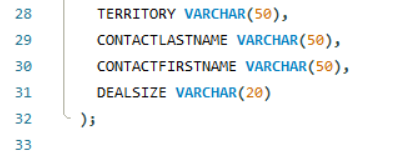 28 TERRITORY VARCHAR(50),
29 CONTACTLASTNAME VARCHAR(50),
30 CONTACTFIRSTNAME VARCHAR(50),
31 DEALSIZE VARCHAR(20)
32 );
33